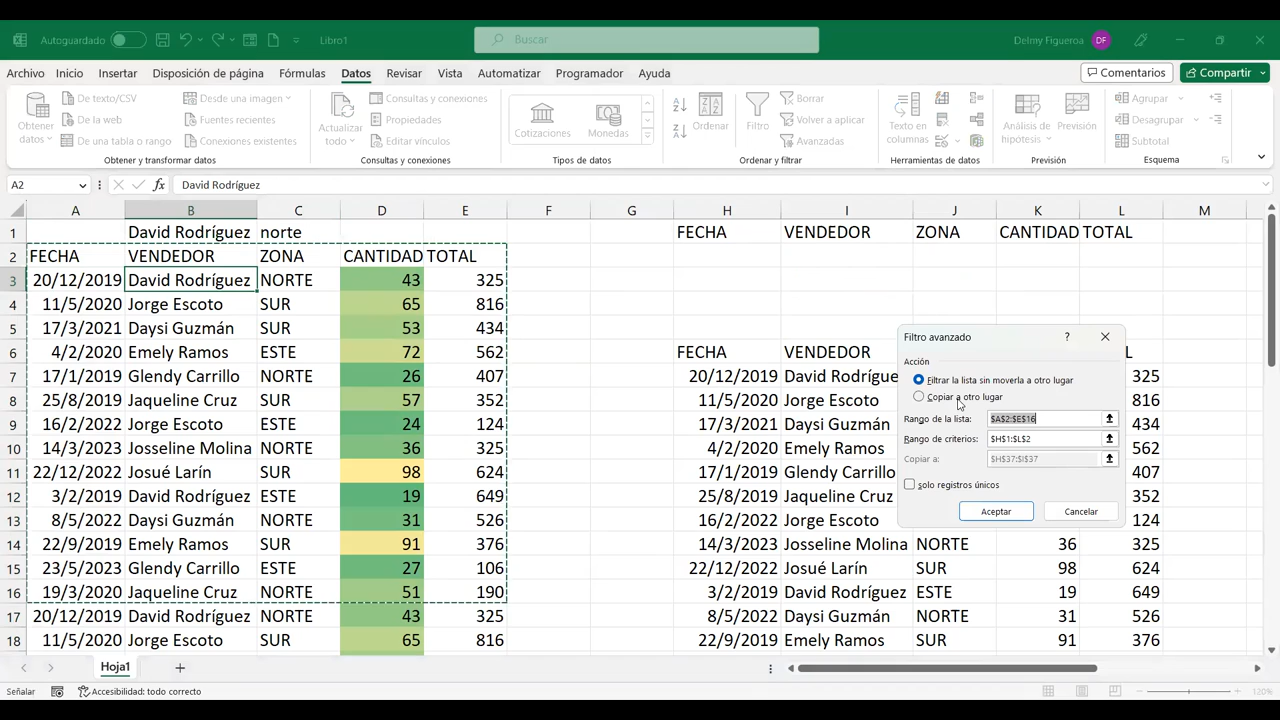 Autoguardado Libro1 Buscar Delmy Figueroa DF
Archivo Inicio Insertar Disposición de página Fórmulas Datos Revisar Vista Automatizar Programador Ayuda Comentarios Compartir
Obtener datos
De texto/CSV
De la web
De una tabla o rango
Desde una imagen
Fuentes recientes
Conexiones existentes
Obtener y transformar datos
Actualizar todo
Consultas y conexiones
Propiedades
Editar vínculos
Consultas y conexiones
Cotizaciones Monedas
Tipos de datos
Ordenar Filtro
Borrar
Volver a aplicar
Avanzadas
Ordenar y filtrar
Texto en columnas
Herramientas de datos
Análisis de hipótesis Previsión
Previsión
Agrupar
Desagrupar
Subtotal
Esquema
A2 fx David Rodríguez
A B C D E F G H I J K L M
1 David Rodríguez norte FECHA VENDEDOR ZONA CANTIDAD TOTAL
2 FECHA VENDEDOR ZONA CANTIDAD TOTAL
3 20/12/2019 David Rodríguez NORTE 43 325
4 11/5/2020 Jorge Escoto SUR 65 816
5 17/3/2021 Daysi Guzmán SUR 53 434
6 4/2/2020 Emely Ramos ESTE 72 562 FECHA VENDEDOR
7 17/1/2019 Glendy Carrillo NORTE 26 407 20/12/2019 David Rodrígue 325
8 25/8/2019 Jaqueline Cruz SUR 57 352 11/5/2020 Jorge Escoto 816
9 16/2/2022 Jorge Escoto ESTE 24 124 17/3/2021 Daysi Guzmán 434
10 14/3/2023 Josseline Molina NORTE 36 325 4/2/2020 Emely Ramos 562
11 22/12/2022 Josué Larín SUR 98 624 17/1/2019 Glendy Carrillo 407
12 3/2/2019 David Rodríguez ESTE 19 649 25/8/2019 Jaqueline Cruz 352
13 8/5/2022 Daysi Guzmán NORTE 31 526 16/2/2022 Jorge Escoto 124
14 22/9/2019 Emely Ramos SUR 91 376 14/3/2023 Josseline Molina NORTE 36 325
15 23/5/2023 Glendy Carrillo SUR 27 106 22/12/2022 Josué Larín SUR 98 624
16 19/3/2020 Jaqueline Cruz NORTE 51 190 3/2/2019 David Rodríguez ESTE 19 649
17 20/12/2019 David Rodríguez NORTE 43 325 8/5/2022 Daysi Guzmán NORTE 31 526
18 11/5/2020 Jorge Escoto SUR 65 816 22/9/2019 Emely Ramos SUR 91 376
Filtro avanzado ?
Acción
Filtrar la lista sin moverla a otro lugar
Copiar a otro lugar
Rango de la lista: $A$2:$E$16
Rango de criterios: $H$1:$L$2
Copiar a: $H$37:$I$37
Solo registros únicos
Aceptar Cancelar
Hoja1
Señalar Accesibilidad: todo correcto 120%